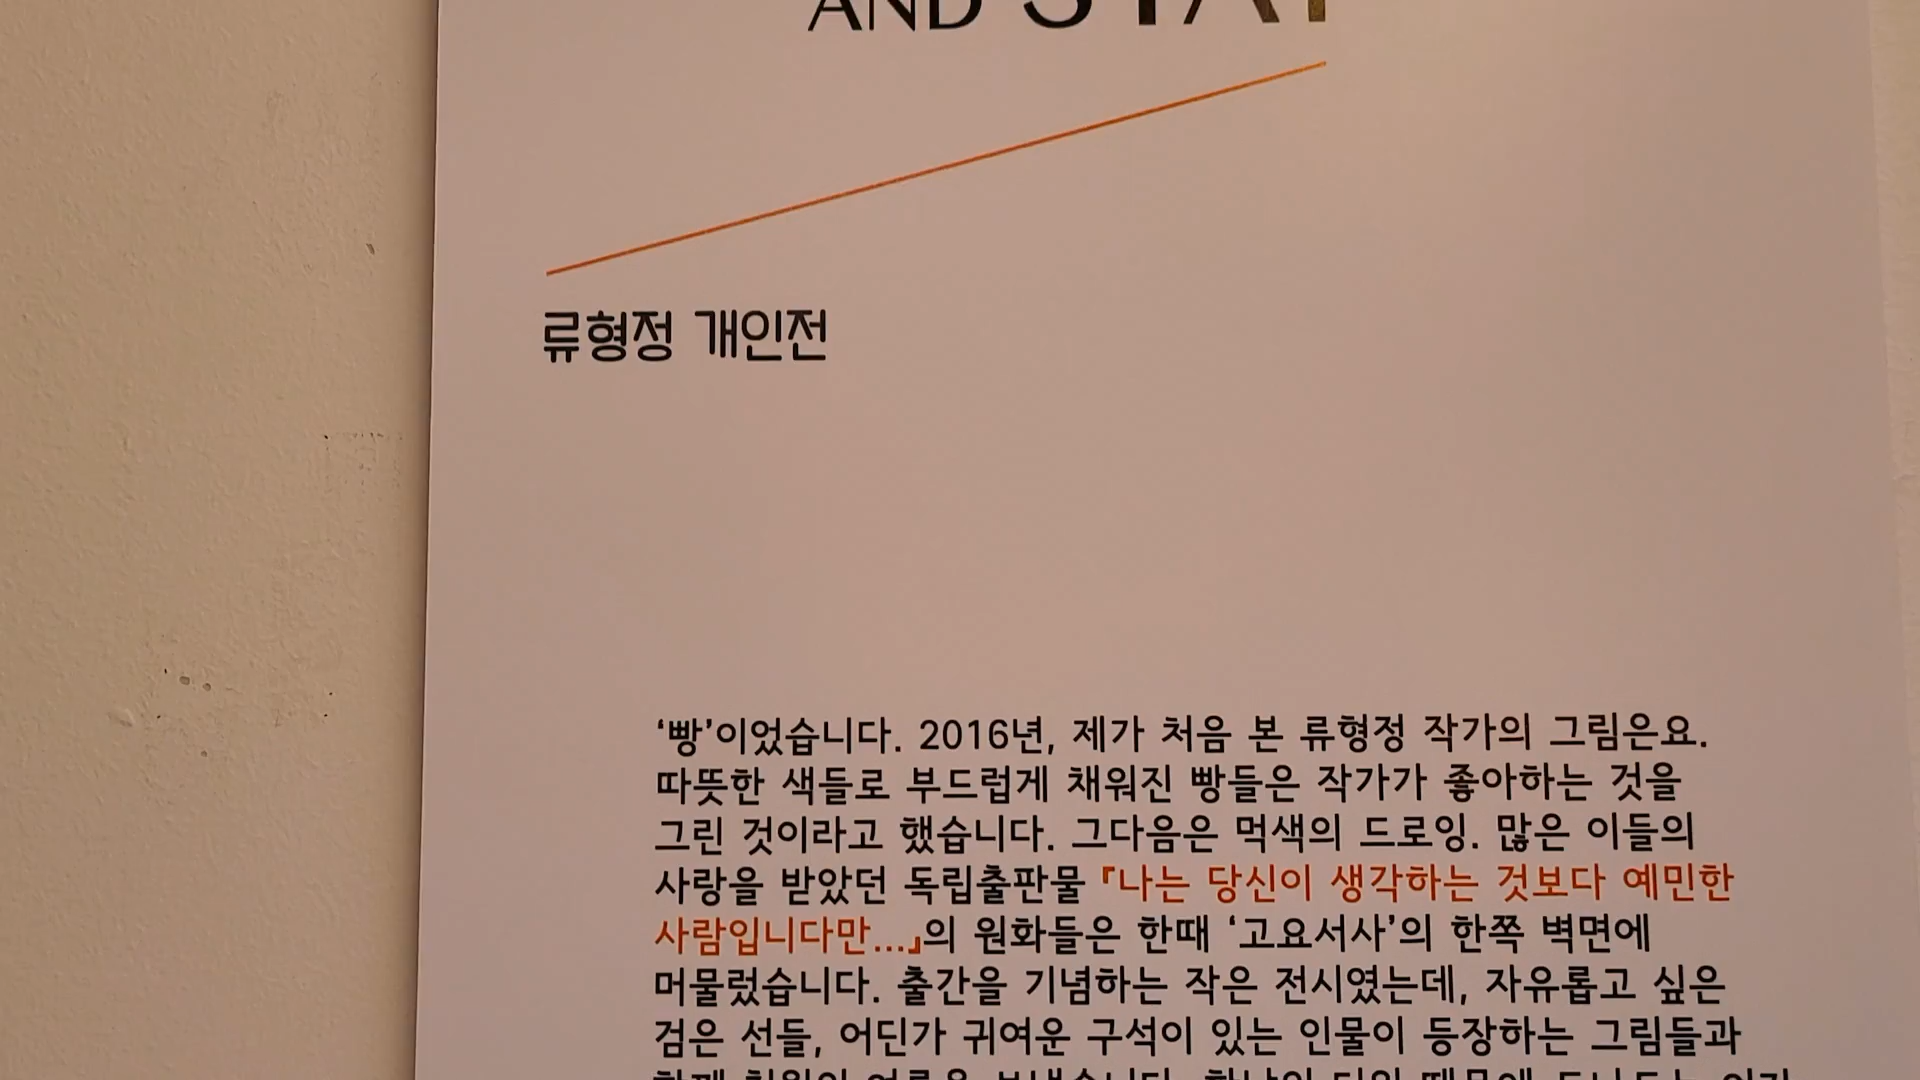 AND STAY
류형정 개인전
‘빵’이었습니다. 2016년, 제가 처음 본 류형정 작가의 그림은요.
따뜻한 색들로 부드럽게 채워진 빵들은 작가가 좋아하는 것을
그린 것이라고 했습니다. 그다음은 먹색의 드로잉. 많은 이들의
사랑을 받았던 독립출판물 『나는 당신이 생각하는 것보다 예민한
사람입니다만...』의 원화들은 한때 ‘고요서사’의 한쪽 벽면에
머물렀습니다. 출간을 기념하는 작은 전시였는데, 자유롭고 싶은
검은 선들, 어딘가 귀여운 구석이 있는 인물이 등장하는 그림들과